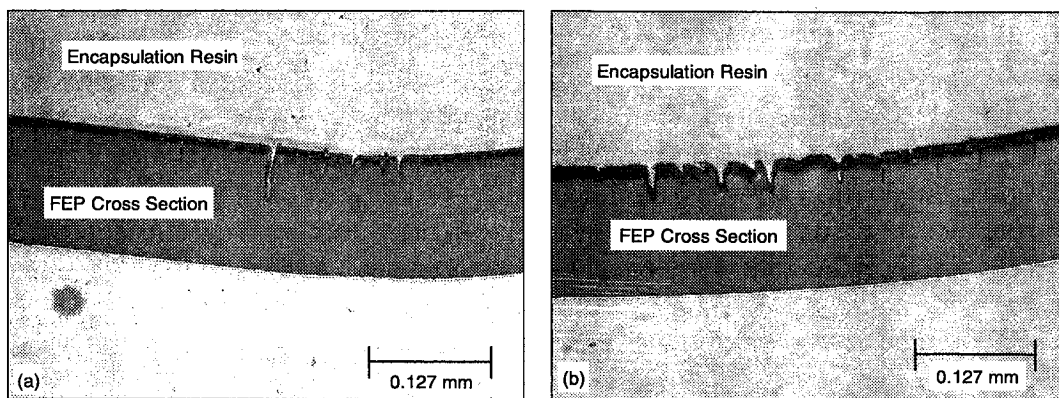 Encapsulation Resin
FEP Cross Section
(a)
0.127 mm
Encapsulation Resin
FEP Cross Section
(b)
0.127 mm